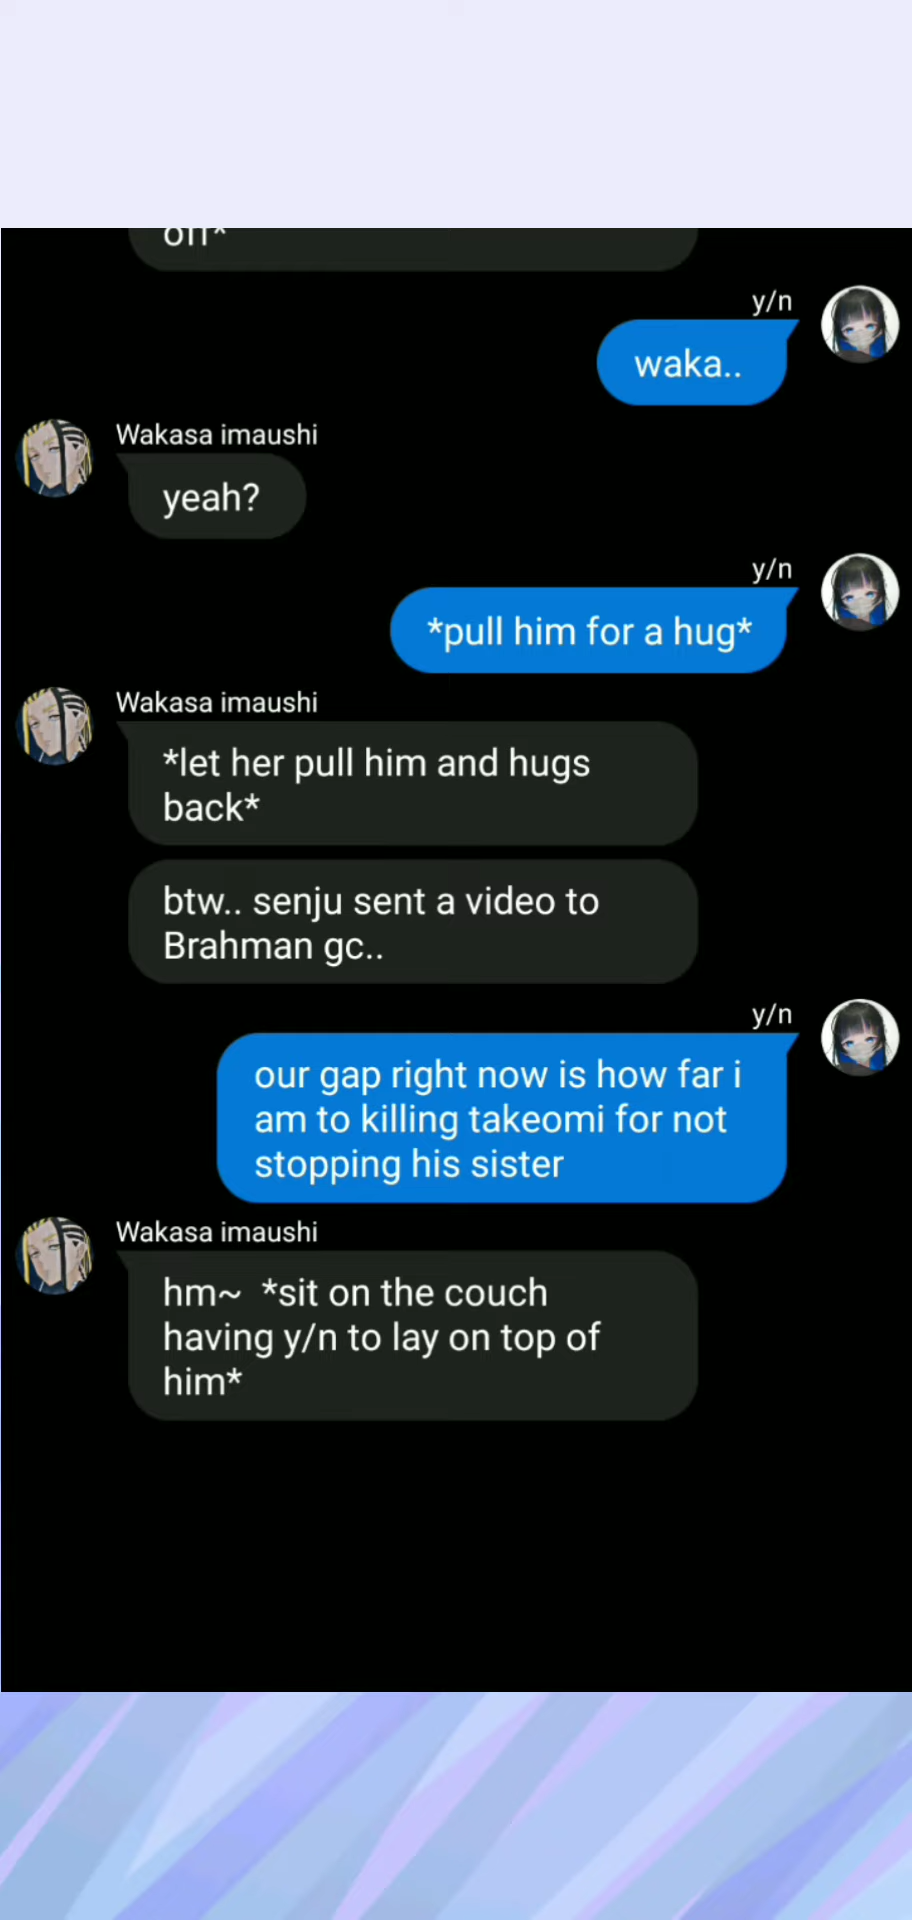 off*
y/n
waka..
Wakasa imaushi
yeah?
y/n
*pull him for a hug*
Wakasa imaushi
*let her pull him and hugs
back*
btw.. senju sent a video to
Brahman gc..
y/n
our gap right now is how far i
am to killing takeomi for not
stopping his sister
Wakasa imaushi
hm~ *sit on the couch
having y/n to lay on top of
him*